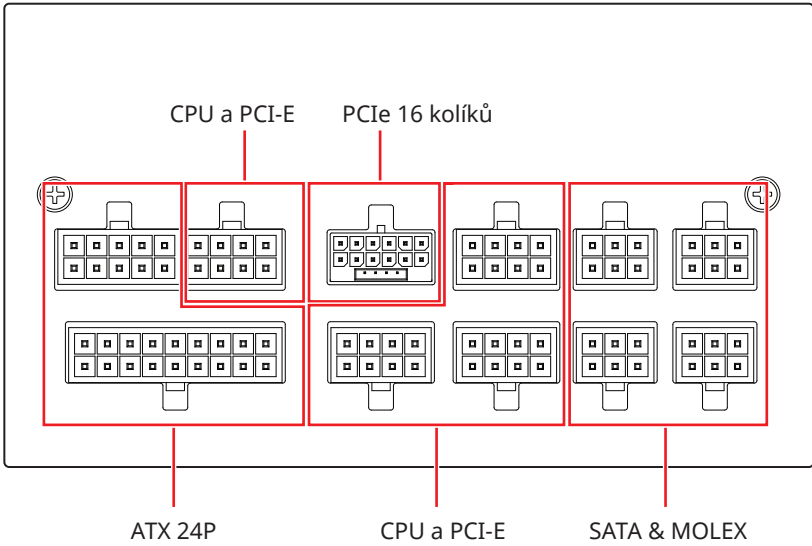 CPU a PCI-E
PCIe 16 kolíků
ATX 24P
CPU a PCI-E
SATA & MOLEX